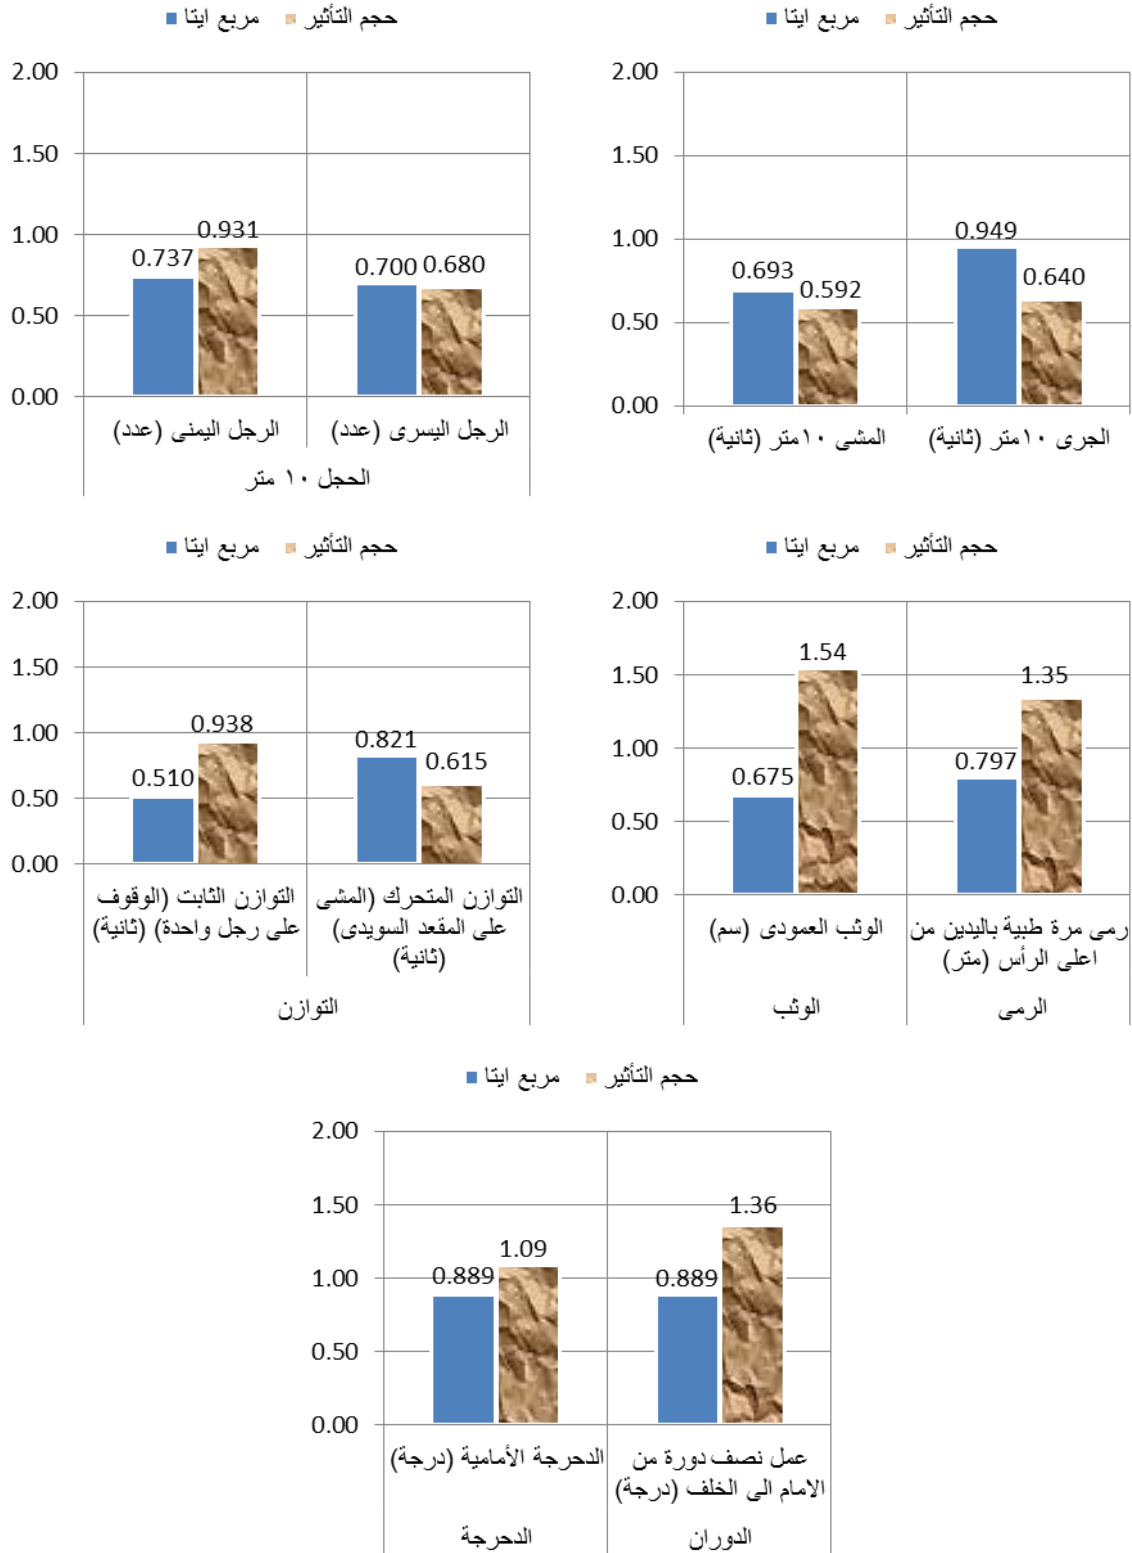 مربع ايتا حجم التأثير
2.00
1.50
1.00
0.50
0.00
0.737
0.931
0.700
0.680
الرجل اليمنى (عدد)
الرجل اليسرى (عدد)
الحجل ١٠ متر
مربع ايتا حجم التأثير
2.00
1.50
1.00
0.50
0.00
0.693
0.592
0.949
0.640
المشى ١٠متر (ثانية)
الجرى ١٠متر (ثانية)
مربع ايتا حجم التأثير
2.00
1.50
1.00
0.50
0.00
0.510
0.938
0.821
0.615
التوازن الثابت (الوقوف
على رجل واحدة) (ثانية)
التوازن المتحرك (المشى
على المقعد السويدى)
(ثانية)
التوازن
مربع ايتا حجم التأثير
2.00
1.50
1.00
0.50
0.00
0.675
1.54
0.797
1.35
الوثب العمودى (سم)
رمى مرة طبية باليدين من
اعلى الرأس (متر)
الوثب
الرمى
مربع ايتا حجم التأثير
2.00
1.50
1.00
0.50
0.00
0.889
1.09
0.889
1.36
الدحرجة الأمامية (درجة)
عمل نصف دورة من
الامام الى الخلف (درجة)
الدحرجة
الدوران